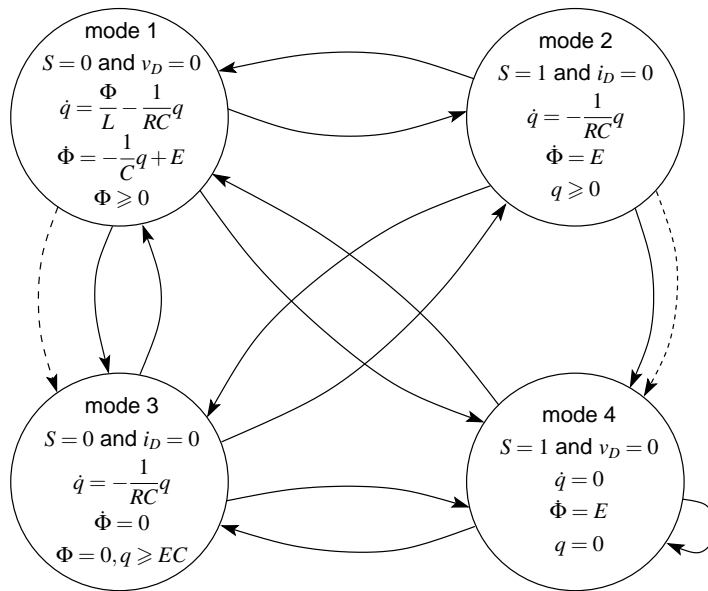 mode 1
S = 0 and v_D = 0
q̇ = Φ/L − 1/RC q
Φ̇ = −1/C q + E
Φ ⩾ 0
mode 2
S = 1 and i_D = 0
q̇ = −1/RC q
Φ̇ = E
q ⩾ 0
mode 3
S = 0 and i_D = 0
q̇ = −1/RC q
Φ̇ = 0
Φ = 0, q ⩾ EC
mode 4
S = 1 and v_D = 0
q̇ = 0
Φ̇ = E
q = 0